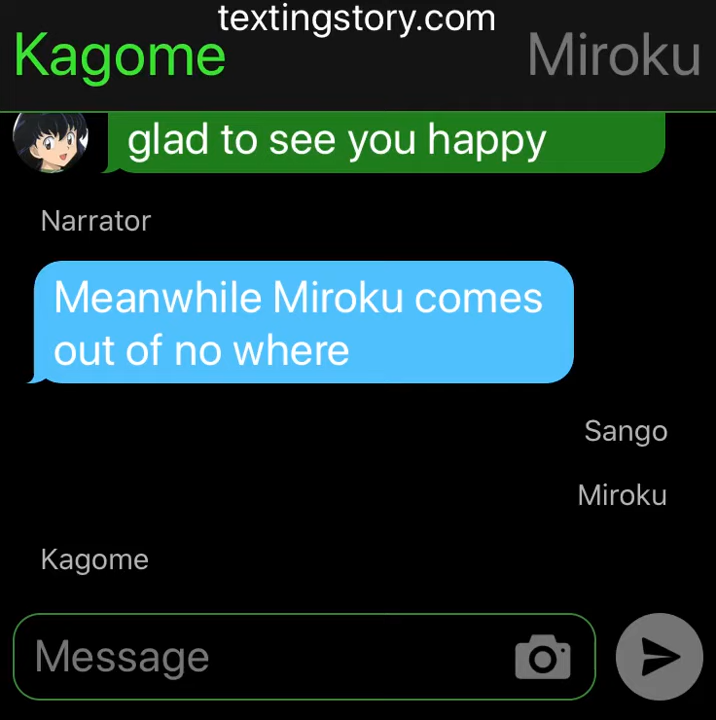 textingstory.com
Kagome
Miroku
glad to see you happy
Narrator
Meanwhile Miroku comes
out of no where
Sango
Miroku
Kagome
Message